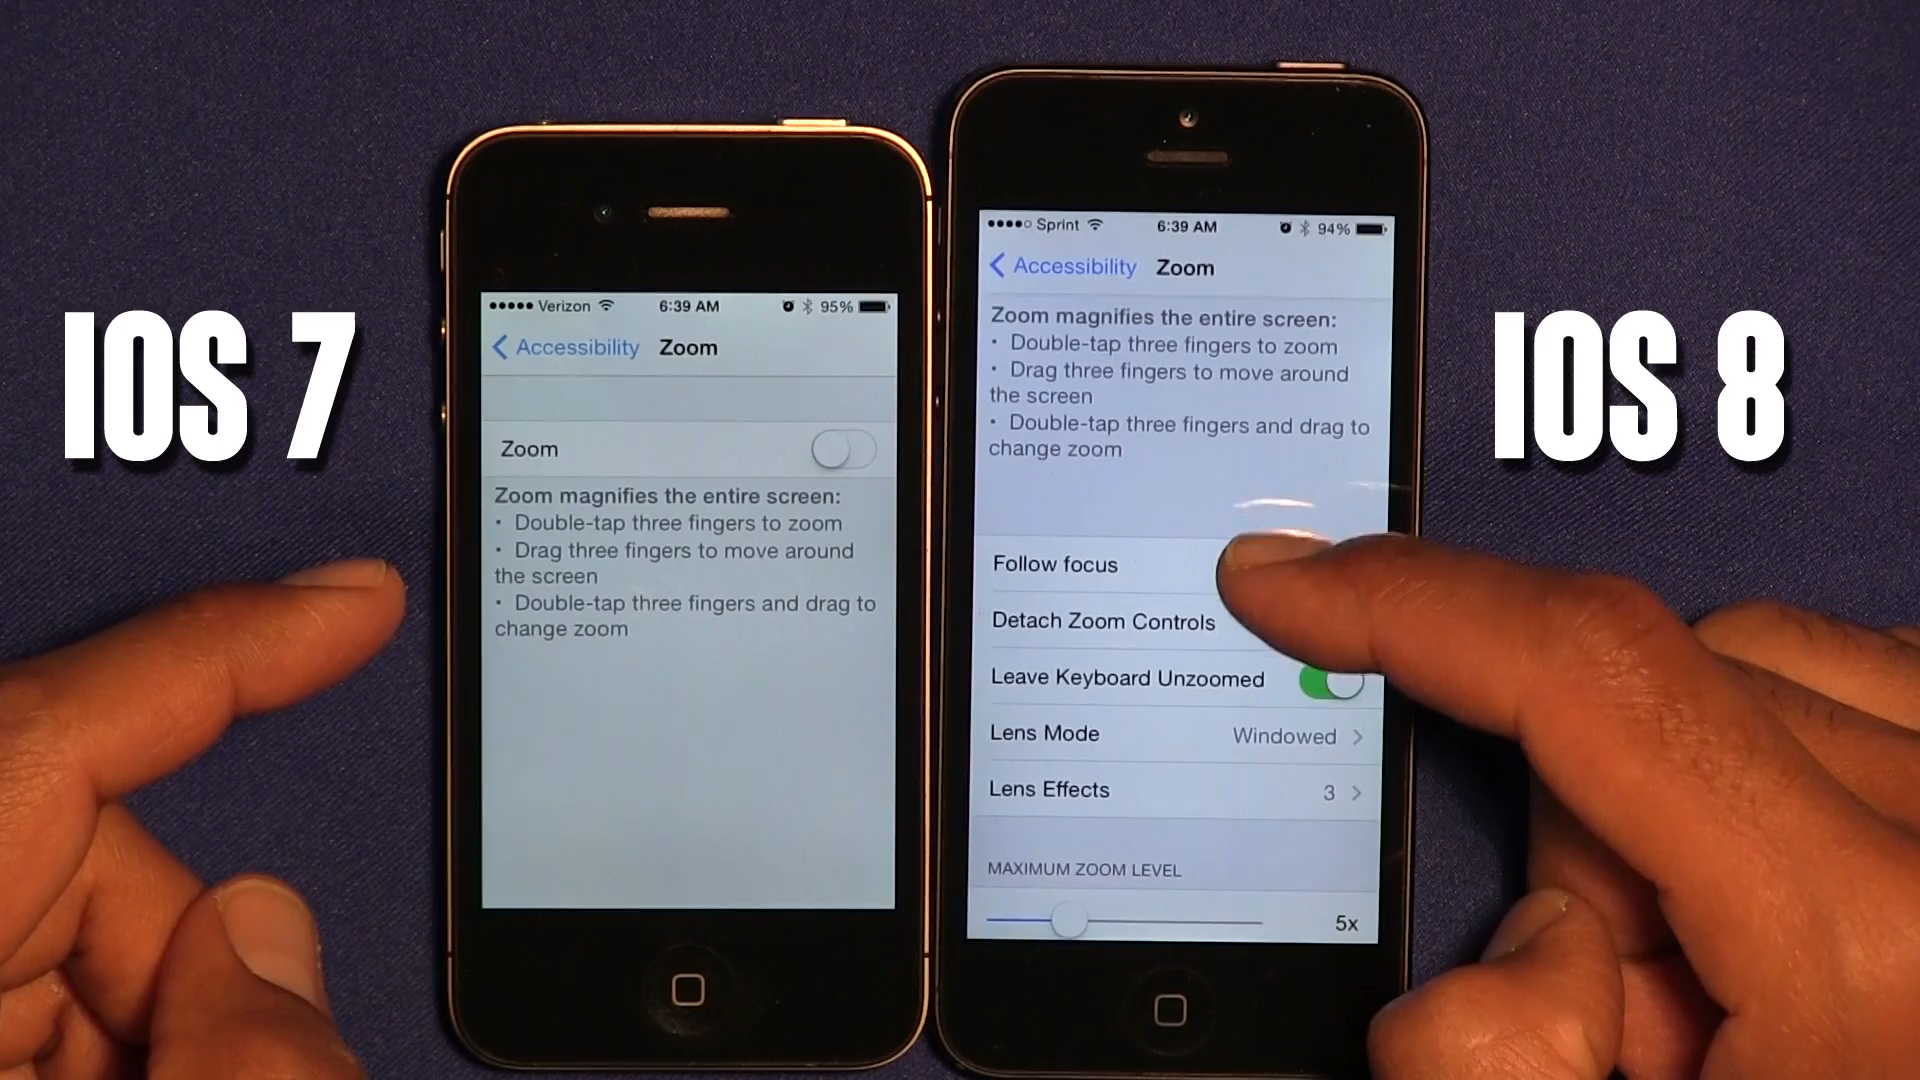 IOS 7
Verizon 6:39 AM 95%
Accessibility Zoom
Zoom
Zoom magnifies the entire screen:
• Double-tap three fingers to zoom
• Drag three fingers to move around
the screen
• Double-tap three fingers and drag to
change zoom
Sprint 6:39 AM 94%
Accessibility Zoom
Zoom magnifies the entire screen:
• Double-tap three fingers to zoom
• Drag three fingers to move around
the screen
• Double-tap three fingers and drag to
change zoom
Follow focus
Detach Zoom Controls
Leave Keyboard Unzoomed
Lens Mode Windowed
Lens Effects 3
MAXIMUM ZOOM LEVEL
5x
IOS 8